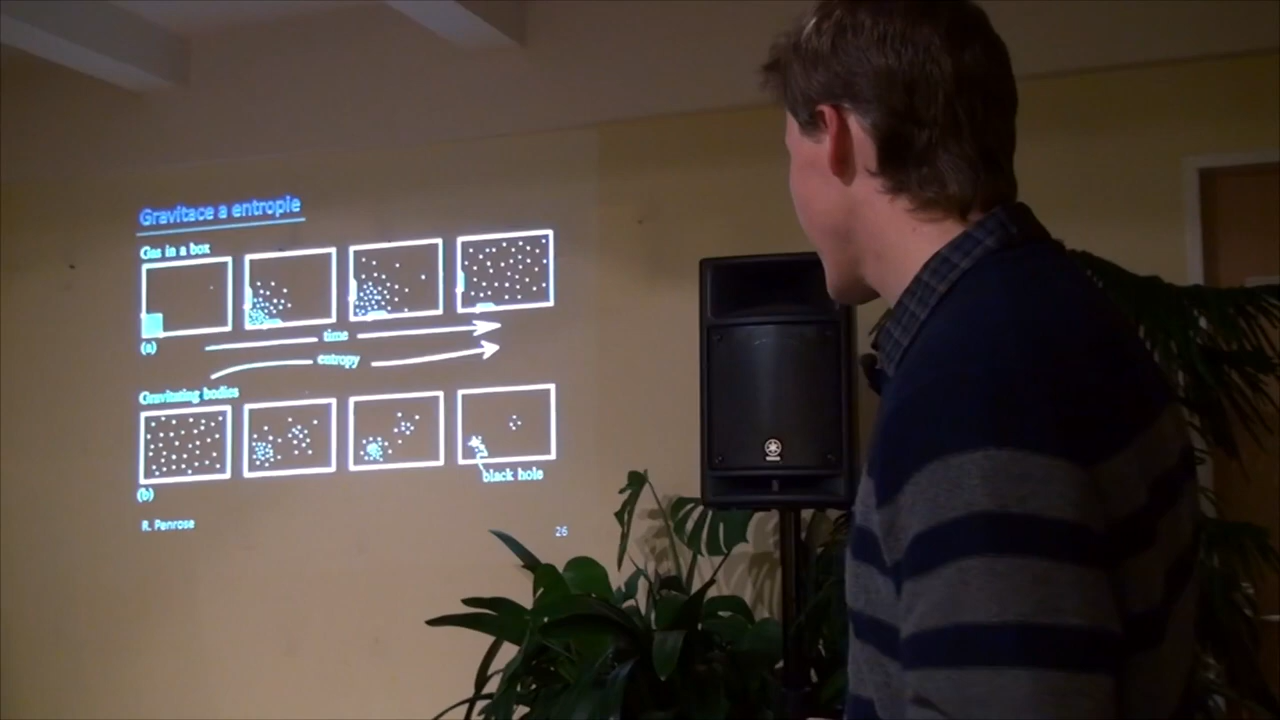 Gravitace a entropie
Gas in a box
(a)
time
entropy
Gravitating bodies
black hole
(b)
R. Penrose
26